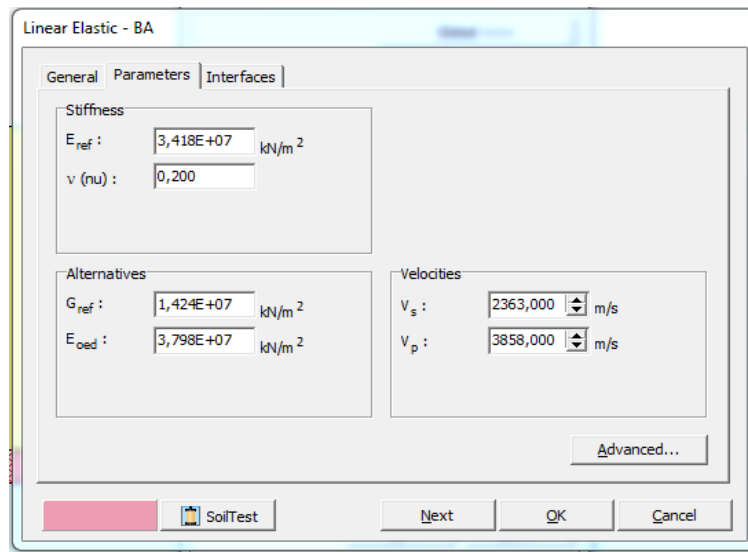 Linear Elastic - BA
General Parameters Interfaces
Stiffness
E ref : 3,418E+07 kN/m 2
ν (nu) : 0,200
Alternatives
G ref : 1,424E+07 kN/m 2
E oed : 3,798E+07 kN/m 2
Velocities
V s : 2363,000 m/s
V p : 3858,000 m/s
Advanced...
SoilTest Next OK Cancel